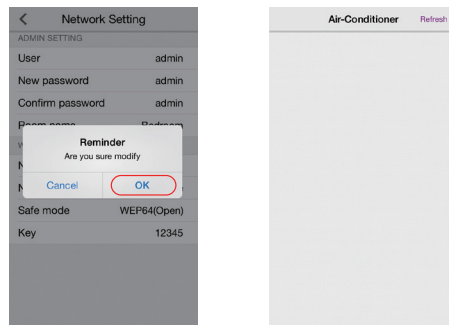 Network Setting
ADMIN SETTING
User admin
New password admin
Confirm password admin
Reminder
Are you sure modify
Cancel OK
Safe mode WEP64(Open)
Key 12345
Air-Conditioner Refresh